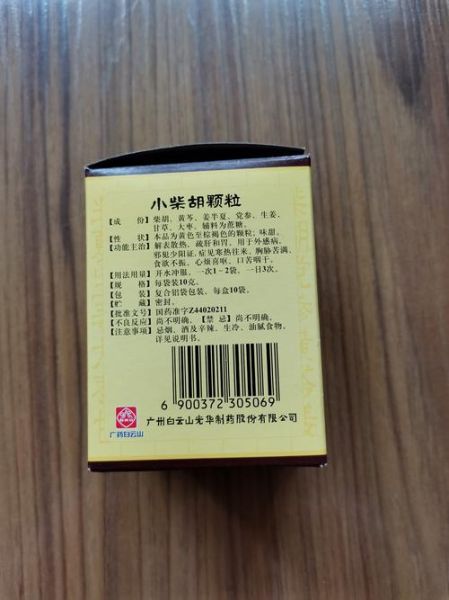 小柴胡颗粒
【成 份】柴胡、黄芩、姜半夏、党参、生姜、
甘草、大枣。辅料为蔗糖。
【性 状】本品为黄色至棕褐色的颗粒；味甜。
【功能主治】解表散热，疏肝和胃。用于外感病，
邪犯少阳证，症见寒热往来、胸胁苦满、
食欲不振、心烦喜呕、口苦咽干。
【用法用量】开水冲服。一次1~2袋，一日3次。
【规 格】每袋装10克。
【包 装】复合铝袋包装，每盒10袋。
【贮 藏】密封。
【批准文号】国药准字Z44020211
【不良反应】尚不明确。【禁 忌】尚不明确。
【注意事项】忌烟、酒及辛辣、生冷、油腻食物。
详见说明书。
6 900372 305069
广药白云山
广州白云山光华制药股份有限公司